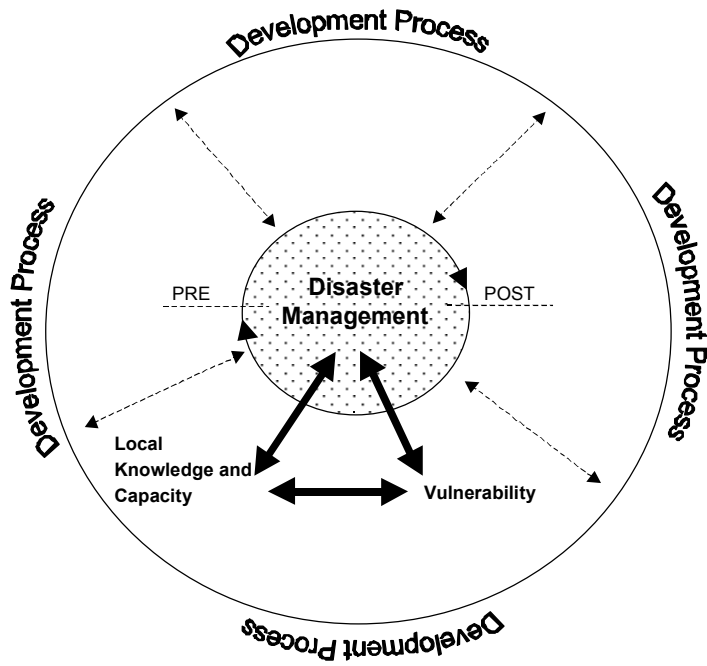 Development Process
Development Process
Development Process
PRE
Disaster
Management
POST
Local
Knowledge and
Capacity
Vulnerability
Development Process